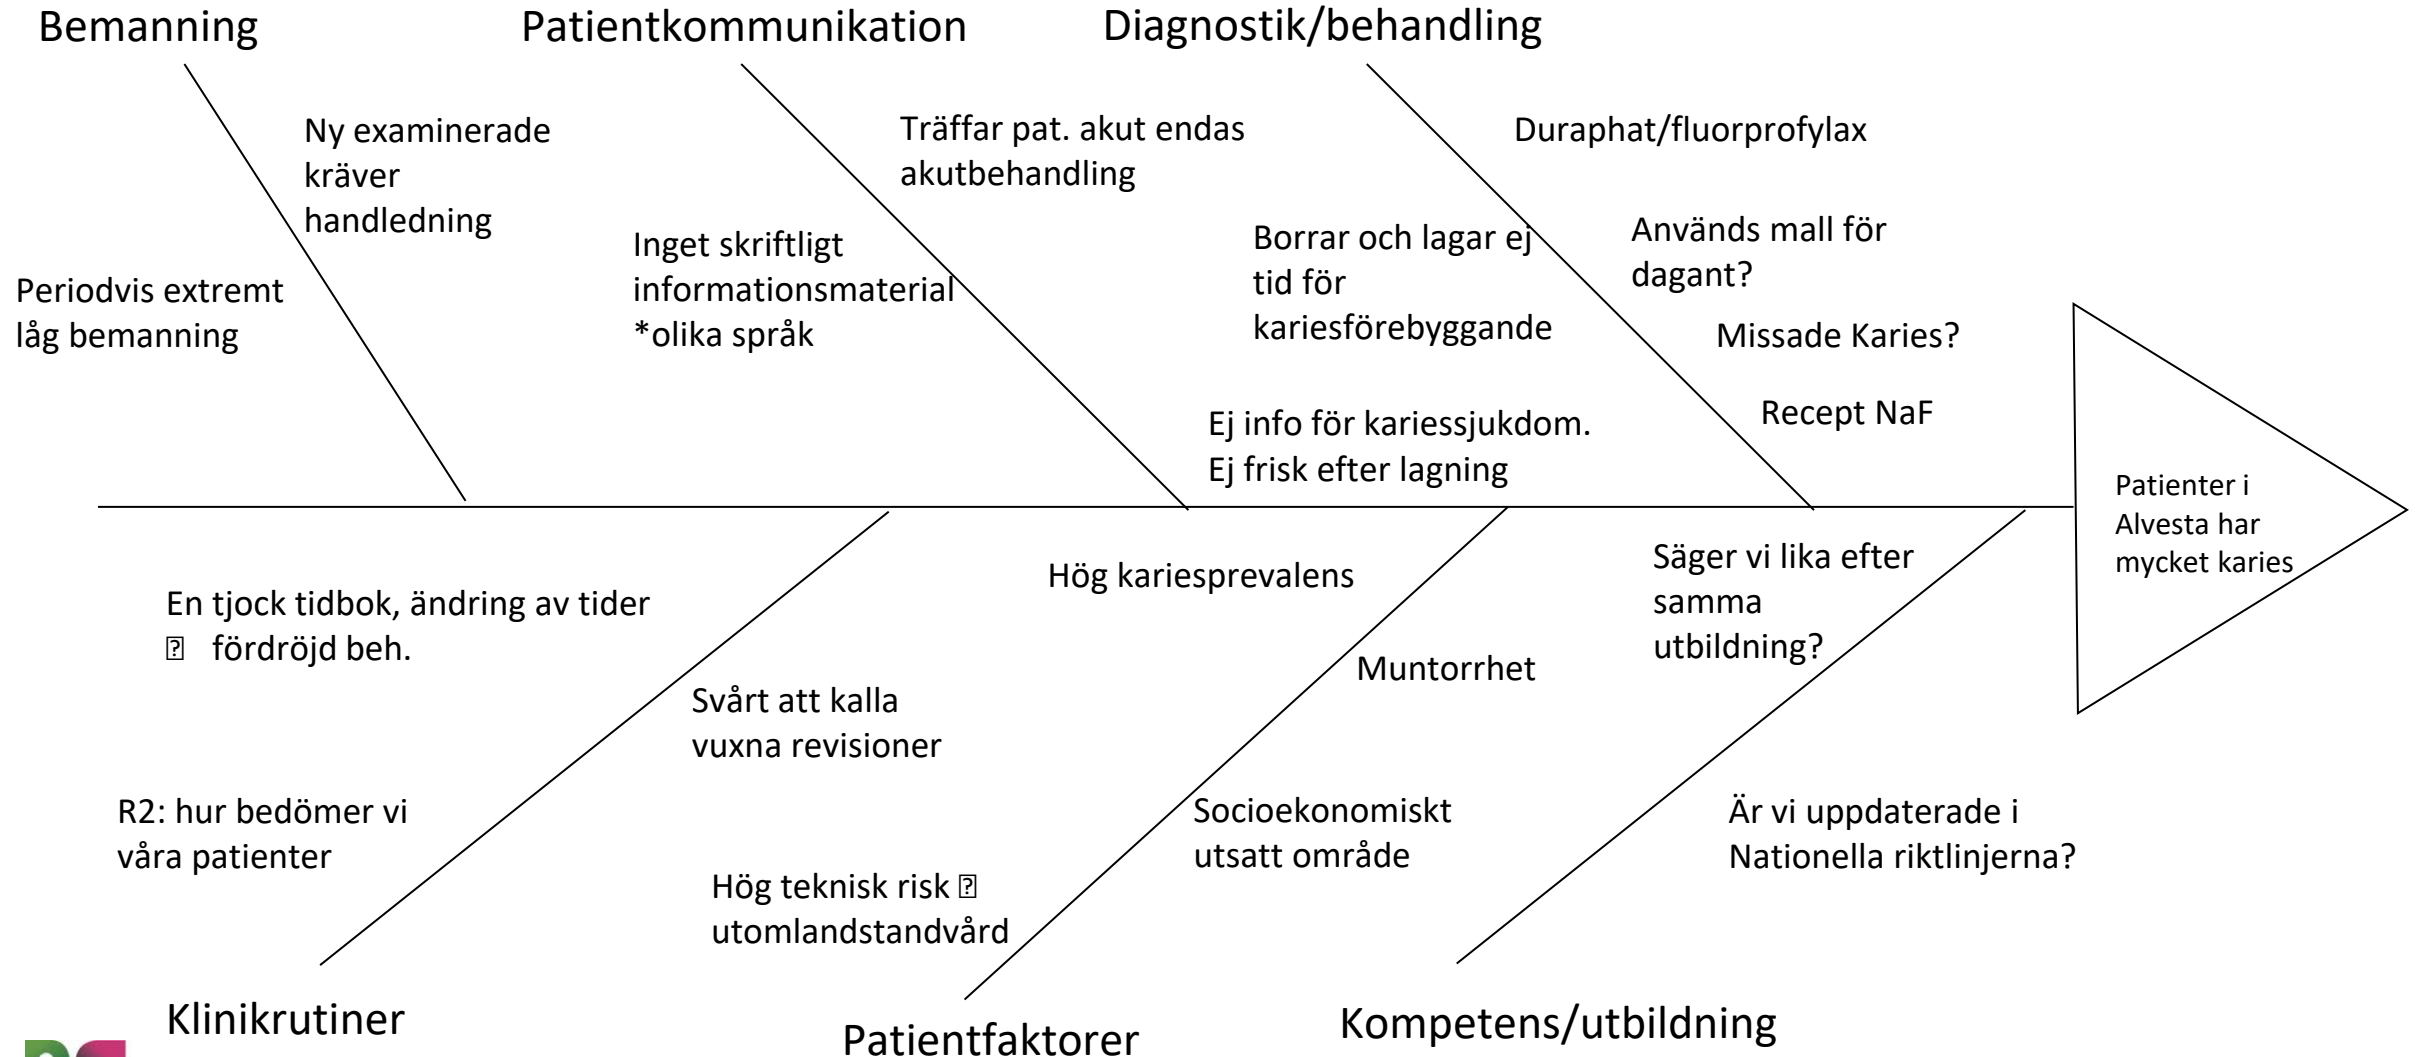 Bemanning
Patientkommunikation
Diagnostik/behandling
Ny examinerade
kräver
handledning
Periodvis extremt
låg bemanning
Träffar pat. akut endas
akutbehandling
Inget skriftligt
informationsmaterial
*olika språk
Duraphat/fluorprofylax
Borrar och lagar ej
tid för
kariesförebyggande
Används mall för
dagant?
Missade Karies?
Recept NaF
Ej info för kariessjukdom.
Ej frisk efter lagning
Patienter i
Alvesta har
mycket karies
En tjock tidbok, ändring av tider
⍰ fördröjd beh.
Svårt att kalla
vuxna revisioner
R2: hur bedömer vi
våra patienter
Hög kariesprevalens
Muntorrhet
Socioekonomiskt
utsatt område
Hög teknisk risk ⍰
utomlandstandvård
Säger vi lika efter
samma
utbildning?
Är vi uppdaterade i
Nationella riktlinjerna?
Klinikrutiner
Patientfaktorer
Kompetens/utbildning